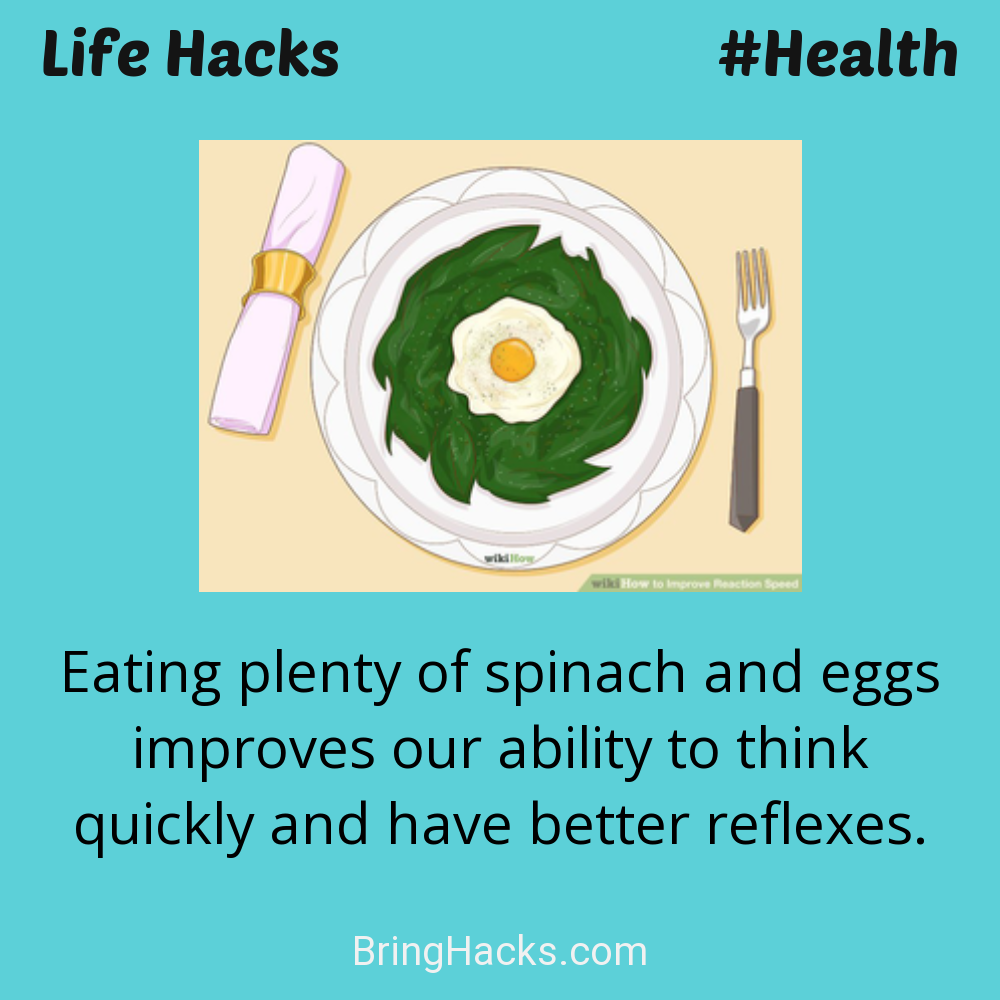 Life Hacks #Health
wikiHow
wikiHow to Improve Reaction Speed
Eating plenty of spinach and eggs
improves our ability to think
quickly and have better reflexes.
BringHacks.com